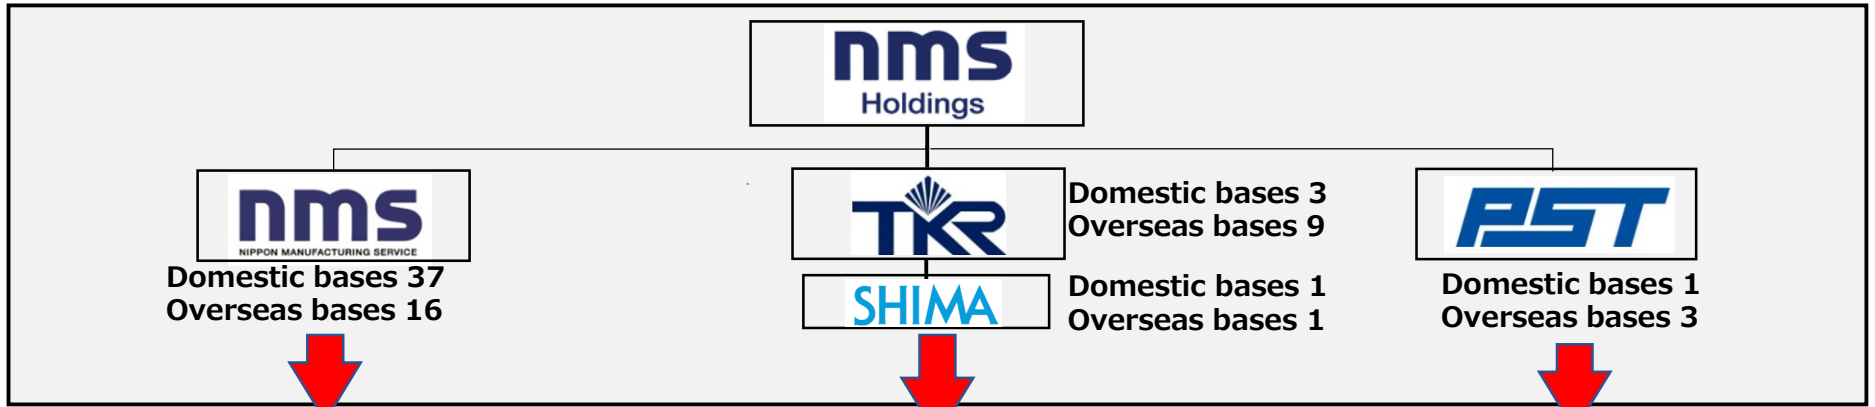 nms
Holdings
nms
NIPPON MANUFACTURING SERVICE
Domestic bases 37
Overseas bases 16
TKR
Domestic bases 3
Overseas bases 9
SHIMA
Domestic bases 1
Overseas bases 1
PST
Domestic bases 1
Overseas bases 3